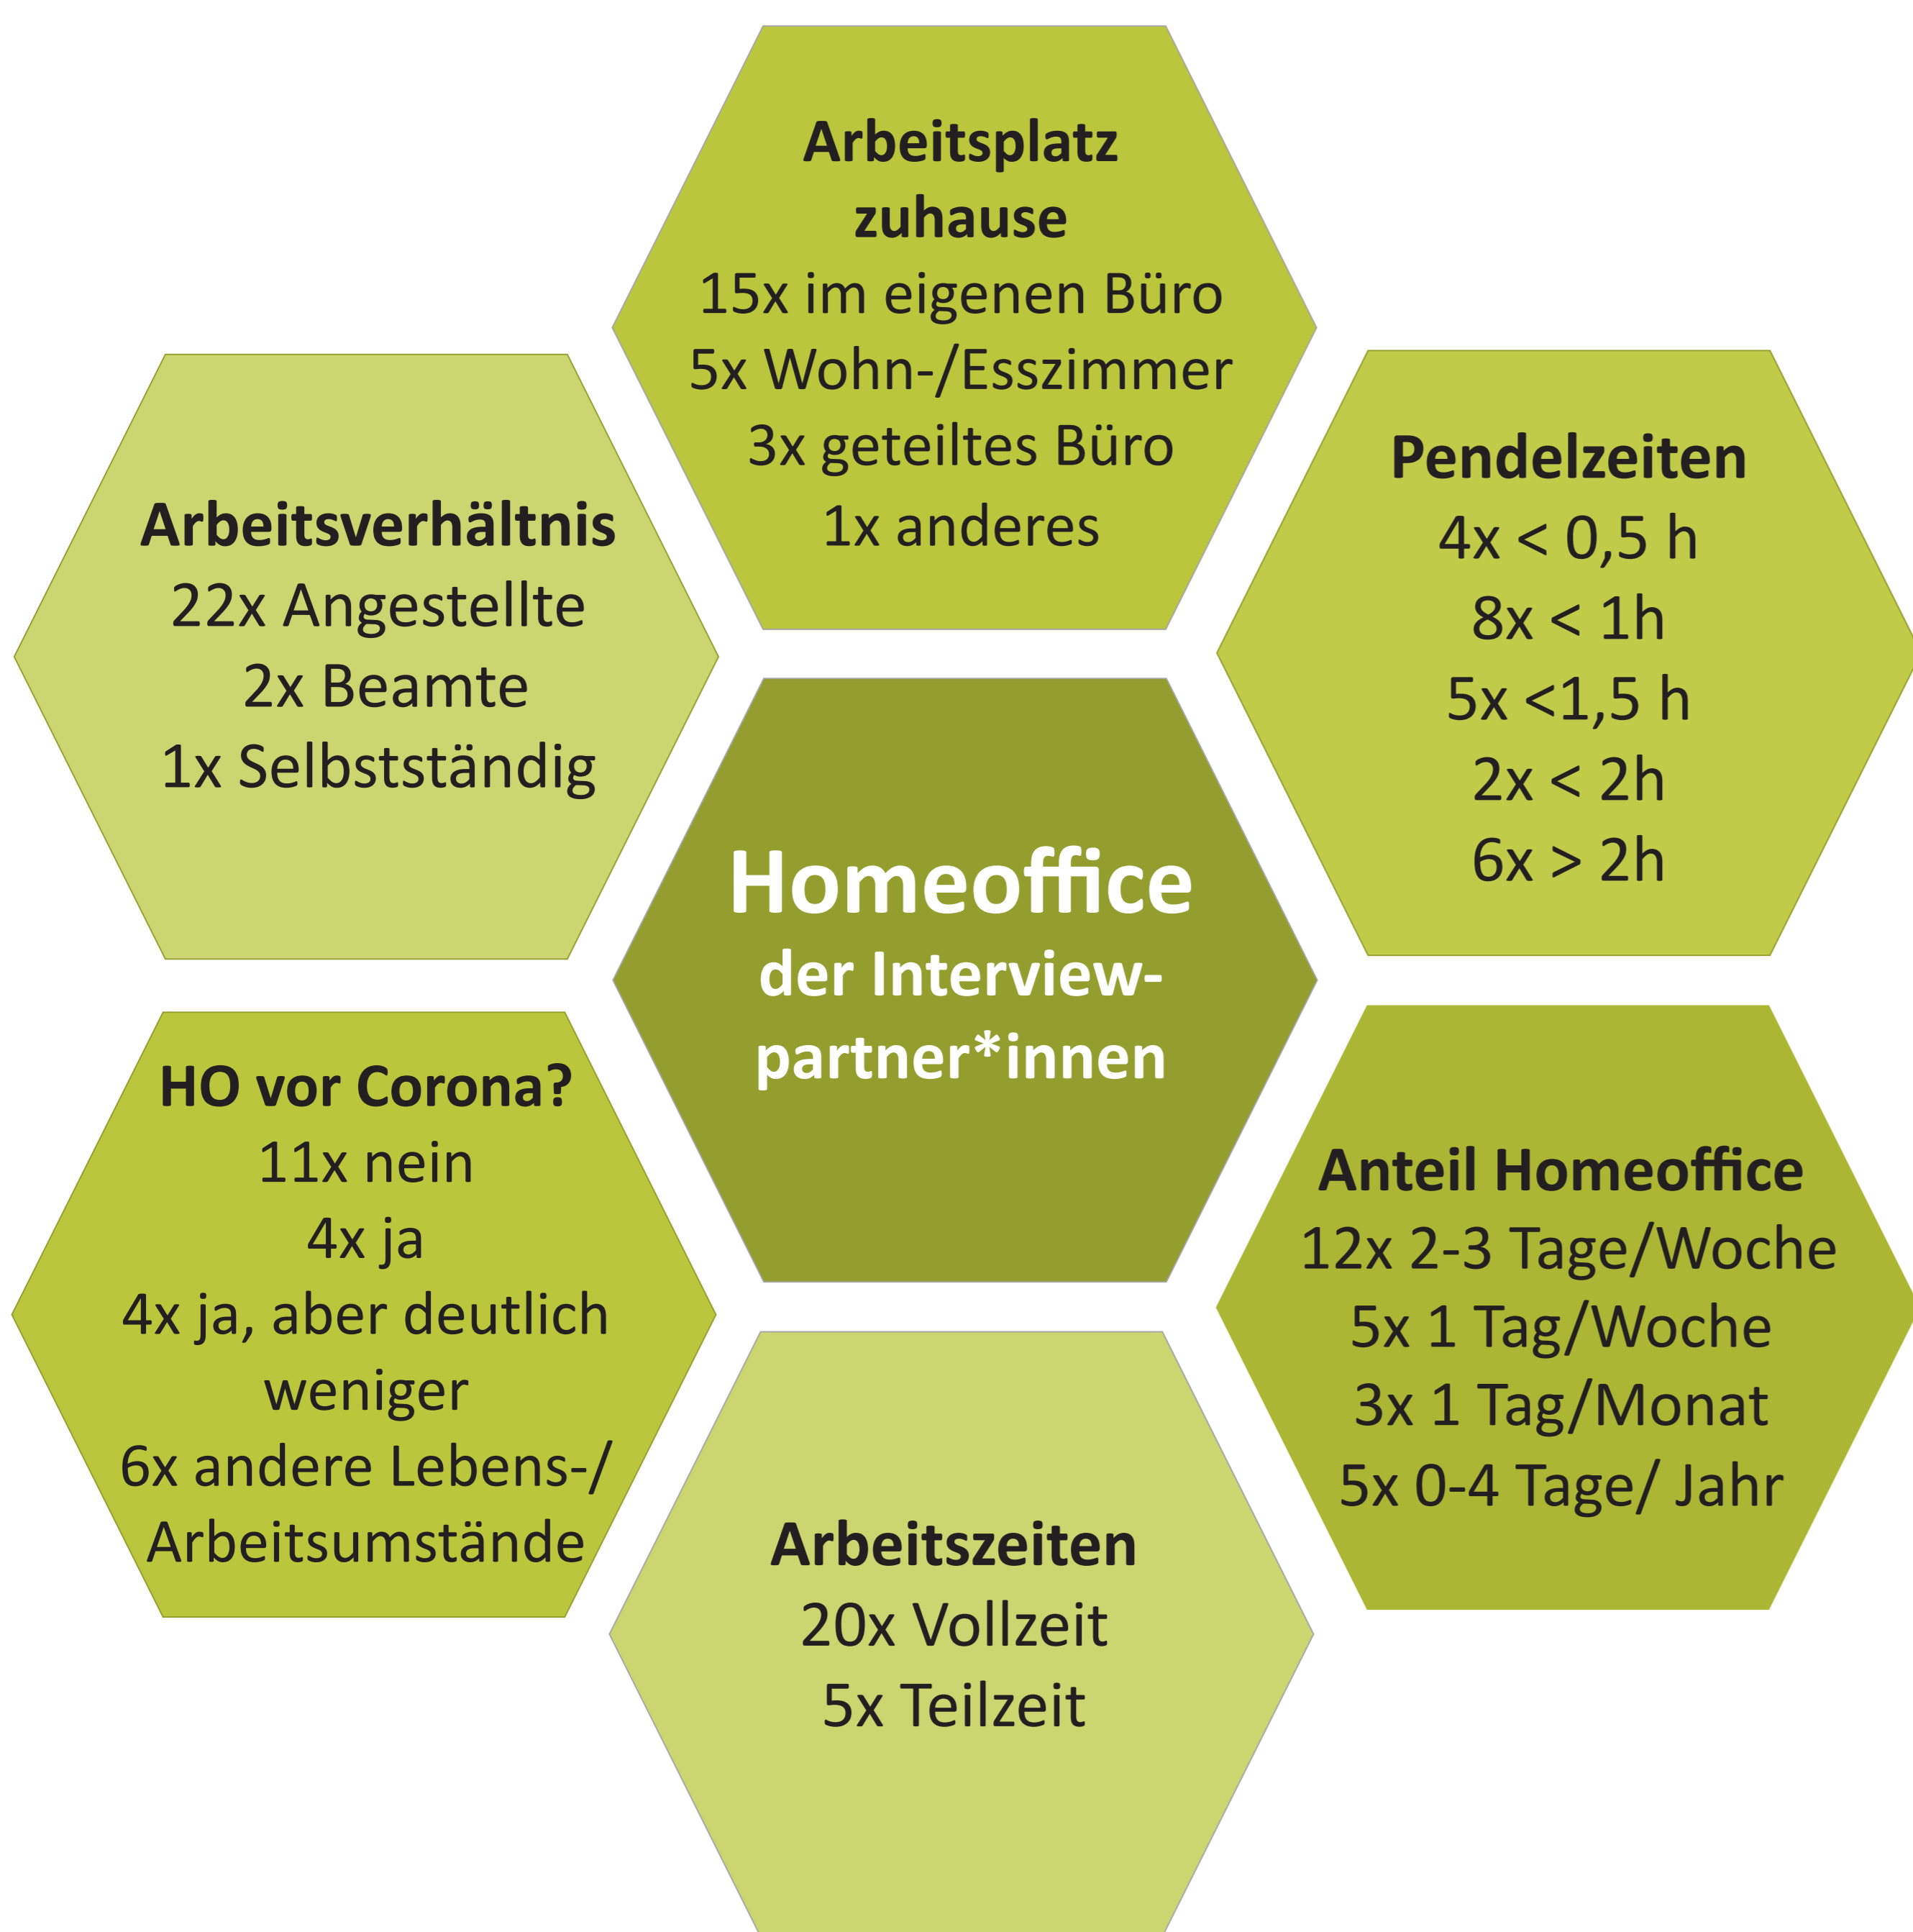 Arbeitsplatz
zuhause
15x im eigenen Büro
5x Wohn-/Esszimmer
3x geteiltes Büro
1x anderes
Arbeitsverhältnis
22x Angestellte
2x Beamte
1x Selbstständig
Pendelzeiten
4x < 0,5 h
8x < 1h
5x <1,5 h
2x < 2h
6x > 2h
Homeoffice
der Interview-
partner*innen
HO vor Corona?
11x nein
4x ja
4x ja, aber deutlich
weniger
6x andere Lebens-/
Arbeitsumstände
Anteil Homeoffice
12x 2-3 Tage/Woche
5x 1 Tag/Woche
3x 1 Tag/Monat
5x 0-4 Tage/ Jahr
Arbeitszeiten
20x Vollzeit
5x Teilzeit